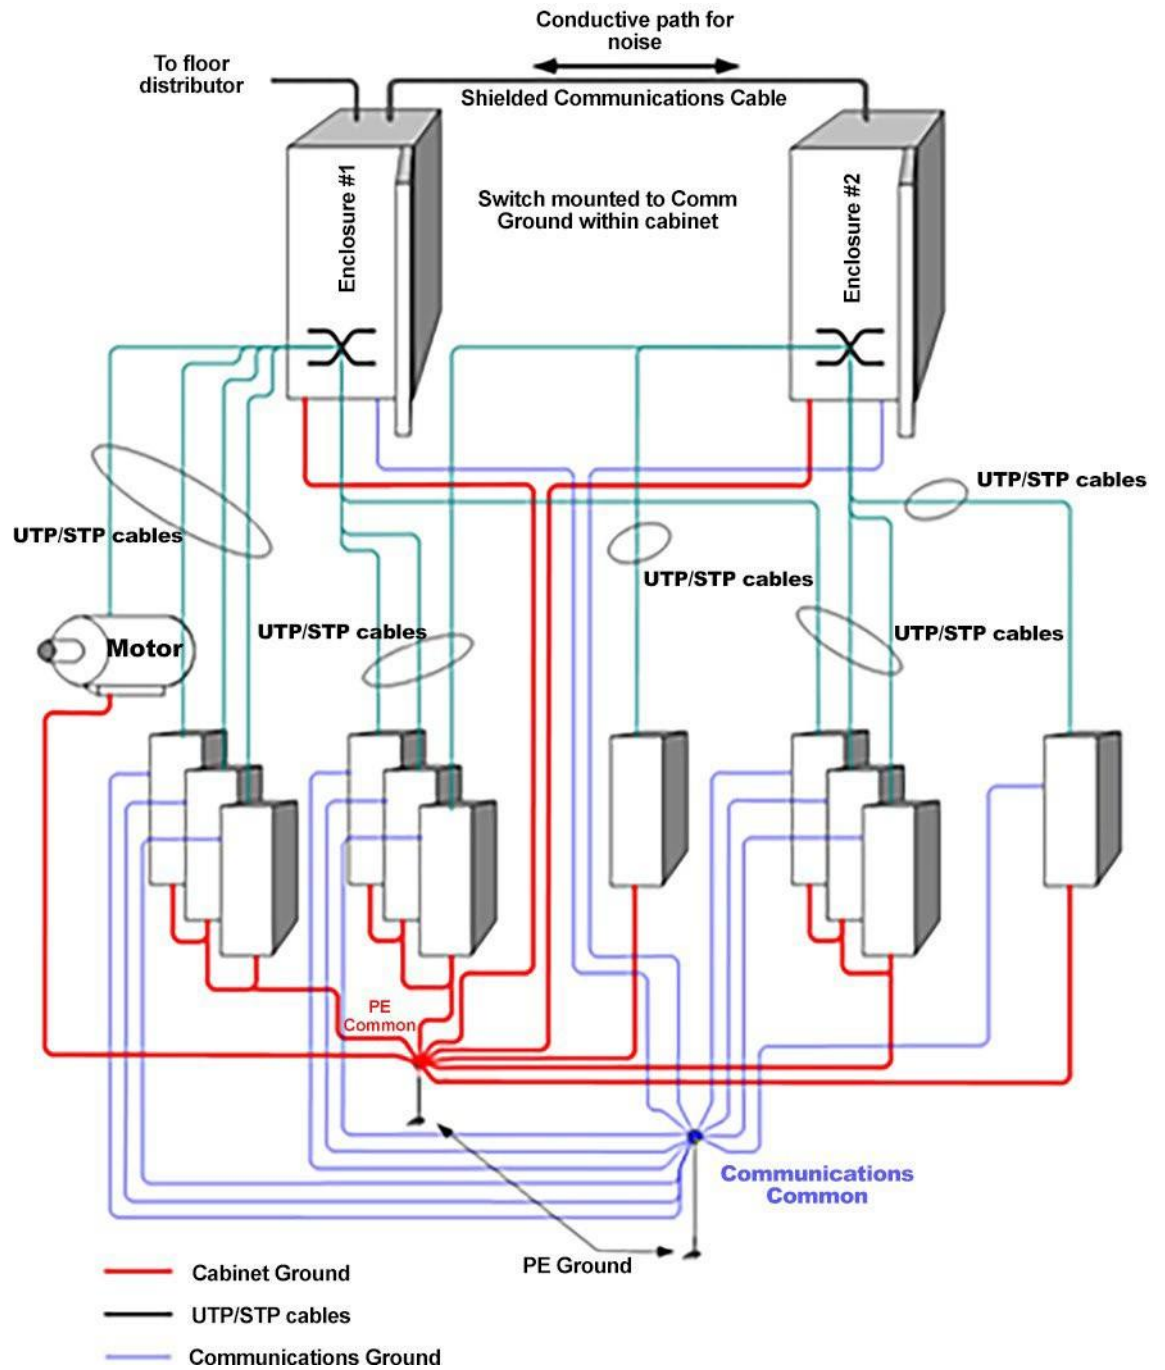 Conductive path for
noise
To floor
distributor
Shielded Communications Cable
Enclosure #1
Switch mounted to Comm
Ground within cabinet
Enclosure #2
UTP/STP cables
UTP/STP cables
UTP/STP cables
UTP/STP cables
UTP/STP cables
Motor
PE
Common
Communications
Common
PE Ground
Cabinet Ground
UTP/STP cables
Communications Ground